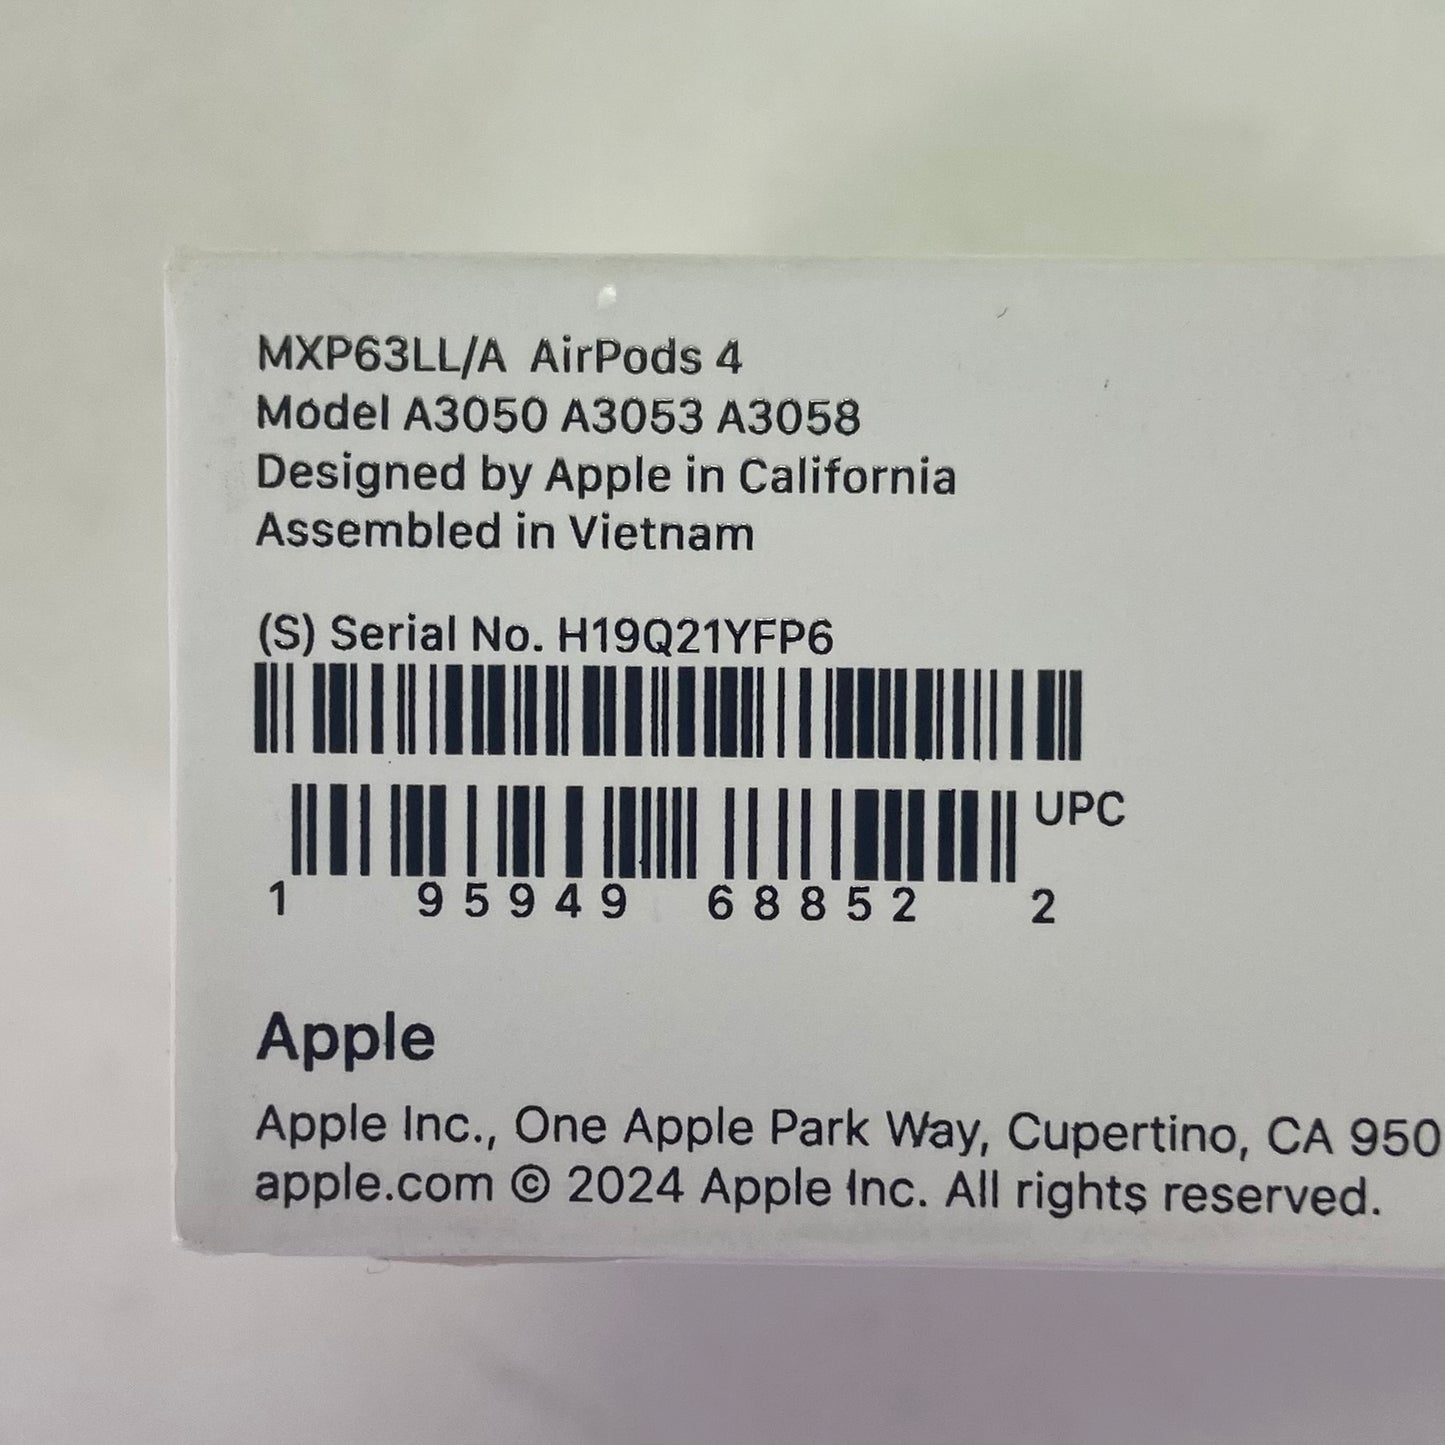 MXP63LL/A AirPods 4
Model A3050 A3053 A3058
Designed by Apple in California
Assembled in Vietnam
(S) Serial No. H19Q21YFP6
UPC
1 95949 68852 2
Apple
Apple Inc., One Apple Park Way, Cupertino, CA 950
apple.com © 2024 Apple Inc. All rights reserved.